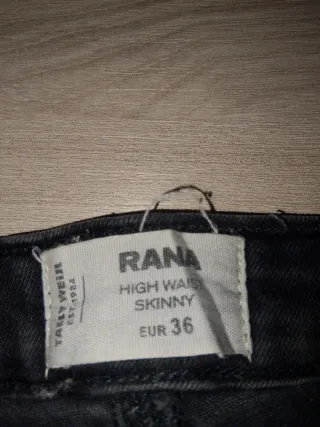 TALLY WEiJL
EST. 1984
RANA
HIGH WAIST
SKINNY
EUR 36